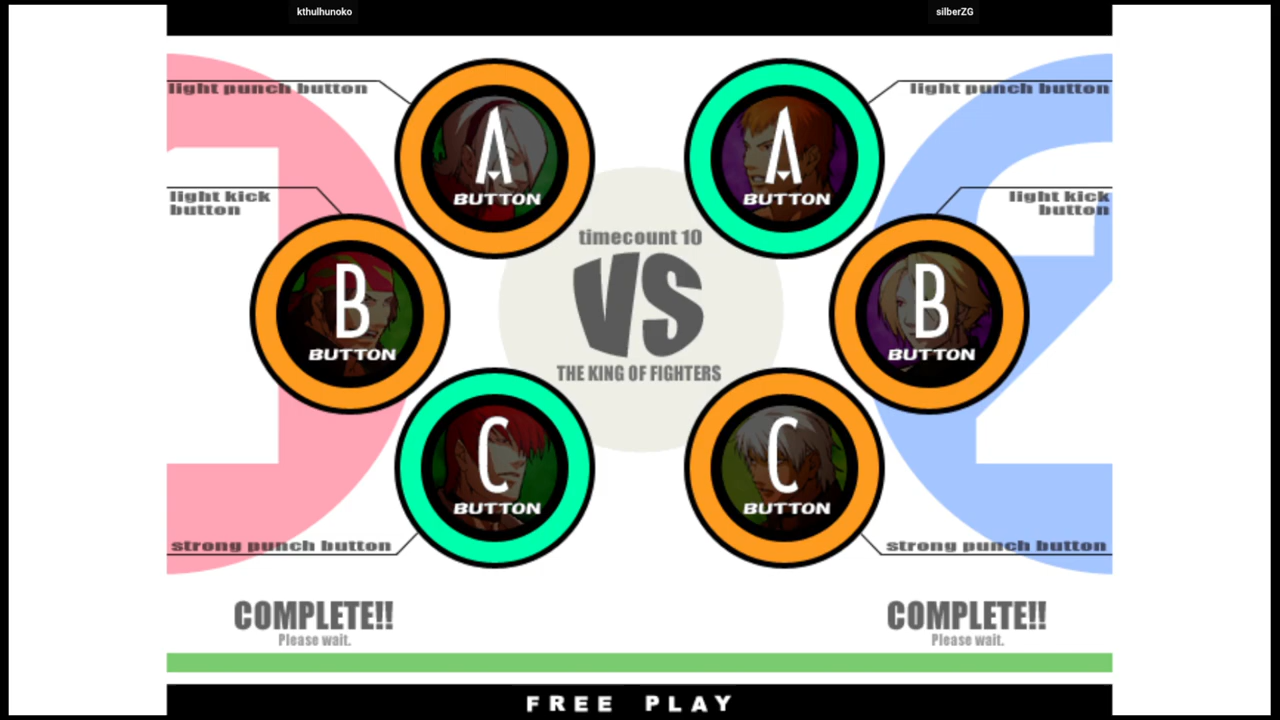 kthulhunoko
silberZG
light punch button
A
BUTTON
A
BUTTON
light punch button
light kick
button
light kick
button
timecount 10
VS
THE KING OF FIGHTERS
B
BUTTON
B
BUTTON
C
BUTTON
C
BUTTON
strong punch button
strong punch button
COMPLETE!!
Please wait.
COMPLETE!!
Please wait.
FREE PLAY